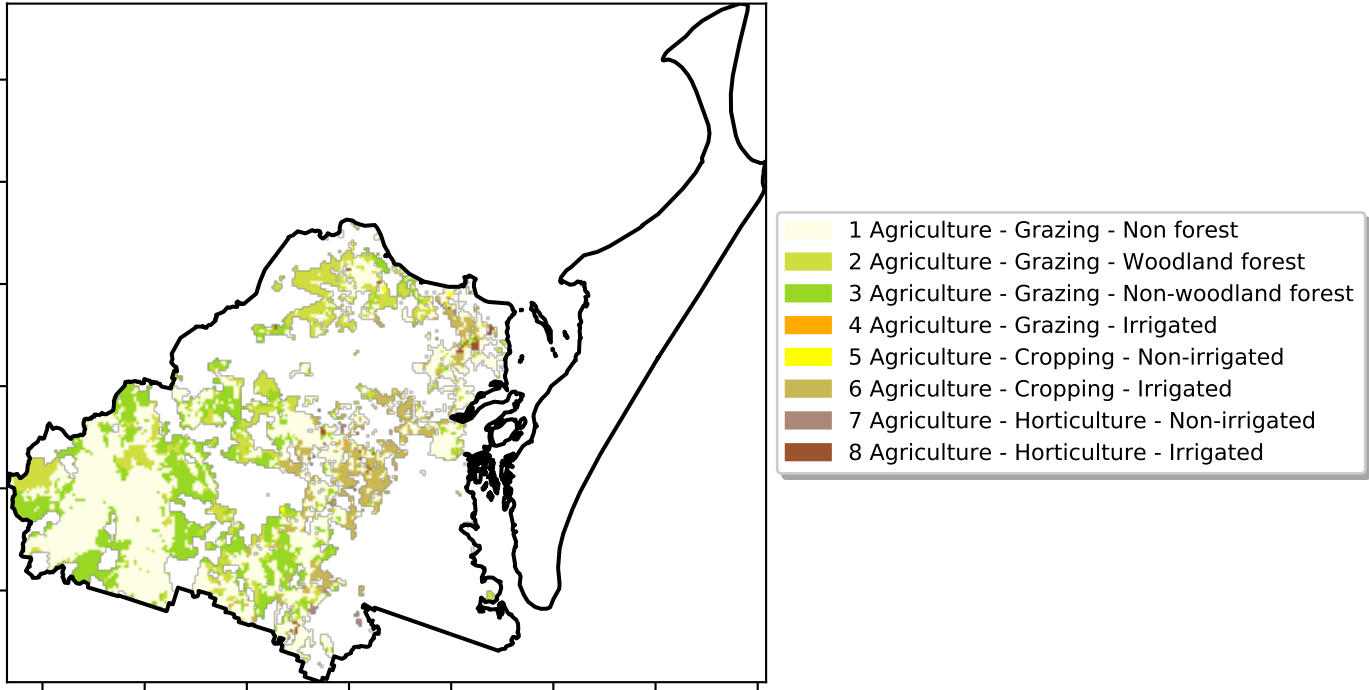 1 Agriculture - Grazing - Non forest
2 Agriculture - Grazing - Woodland forest
3 Agriculture - Grazing - Non-woodland forest
4 Agriculture - Grazing - Irrigated
5 Agriculture - Cropping - Non-irrigated
6 Agriculture - Cropping - Irrigated
7 Agriculture - Horticulture - Non-irrigated
8 Agriculture - Horticulture - Irrigated